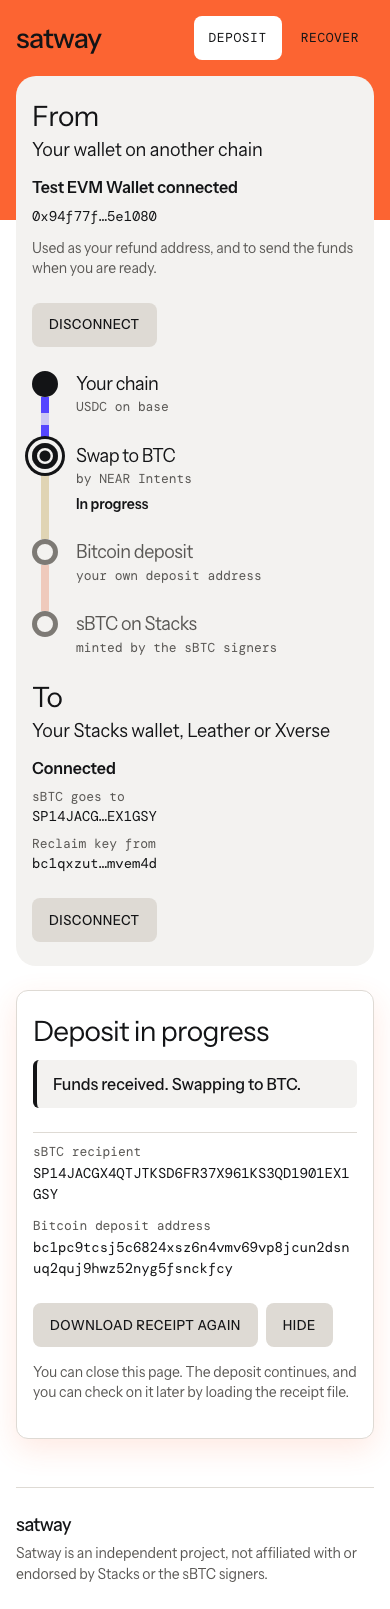 satway
DEPOSIT
RECOVER
From
Your wallet on another chain
Test EVM Wallet connected
0x94f77f…5e1080
Used as your refund address, and to send the funds
when you are ready.
DISCONNECT
Your chain
USDC on base
Swap to BTC
by NEAR Intents
In progress
Bitcoin deposit
your own deposit address
sBTC on Stacks
minted by the sBTC signers
To
Your Stacks wallet, Leather or Xverse
Connected
sBTC goes to
SP14JACG…EX1GSY
Reclaim key from
bc1qxzut…mvem4d
DISCONNECT
Deposit in progress
Funds received. Swapping to BTC.
sBTC recipient
SP14JACGX4QTJTKSD6FR37X961KS3QD1901EX1
GSY
Bitcoin deposit address
bc1pc9tcsj5c6824xsz6n4vmv69vp8jcun2dsn
uq2quj9hwz52nyg5fsnckfcy
DOWNLOAD RECEIPT AGAIN
HIDE
You can close this page. The deposit continues, and
you can check on it later by loading the receipt file.
satway
Satway is an independent project, not affiliated with or
endorsed by Stacks or the sBTC signers.